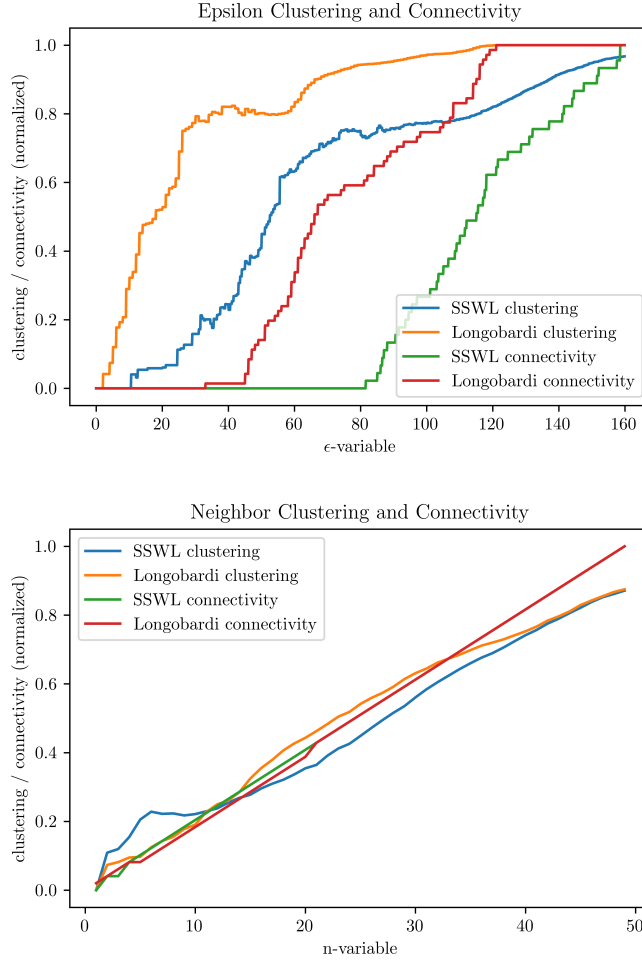 Epsilon Clustering and Connectivity
clustering / connectivity (normalized)
1.0
0.8
0.6
0.4
0.2
0.0
SSWL clustering
Longobardi clustering
SSWL connectivity
Longobardi connectivity
0 20 40 60 80 100 120 140 160
ϵ-variable
Neighbor Clustering and Connectivity
clustering / connectivity (normalized)
1.0
0.8
0.6
0.4
0.2
0.0
SSWL clustering
Longobardi clustering
SSWL connectivity
Longobardi connectivity
0 10 20 30 40 50
n-variable